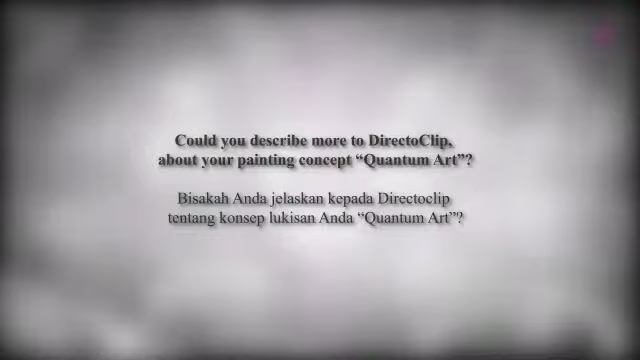 Could you describe more to DirectoClip,
about your painting concept “Quantum Art”?
Bisakah Anda jelaskan kepada Directoclip
tentang konsep lukisan Anda “Quantum Art”?